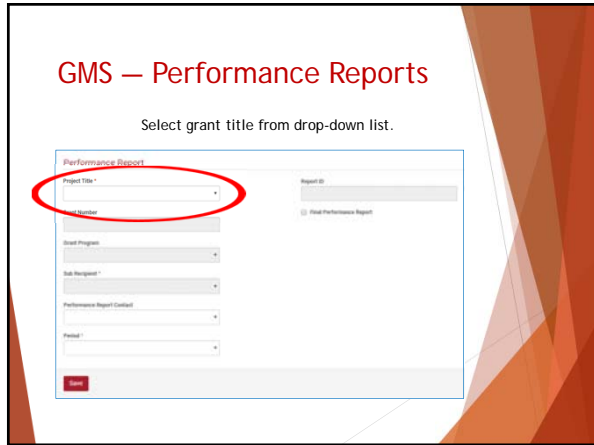 GMS — Performance Reports
Select grant title from drop-down list.
Performance Report
Project Title *
Report ID
Grant Number
Final Performance Report
Grant Program
Sub Recipient *
Performance Report Contact
Period *
Save